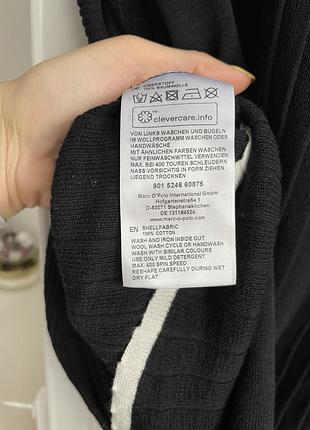 DE OBERSTOFF
100% BAUMWOLLE
clevercare.info
VON LINKS WASCHEN UND BÜGELN
IM WOLLPROGRAMM WASCHEN ODER
HANDWÄSCHE
MIT ÄHNLICHEN FARBEN WASCHEN
NUR FEINWASCHMITTEL VERWENDEN
MAX. BEI 400 TOUREN SCHLEUDERN
NASS VORSICHTIG IN FORM ZIEHEN
LIEGEND TROCKNEN
901 5246 60875
Marc O'Polo International GmbH
Hofgartenstraße 1
D-83071 Stephanskirchen
DE 131184524
www.marc-o-polo.com
EN SHELLFABRIC
100% COTTON
WASH AND IRON INSIDE OUT
WOOL WASH CYCLE OR HANDWASH
WASH WITH SIMILAR COLOURS
USE ONLY MILD DETERGENT
MAX. 400 SPIN SPEED
RESHAPE CAREFULLY DURING WET
DRY FLAT